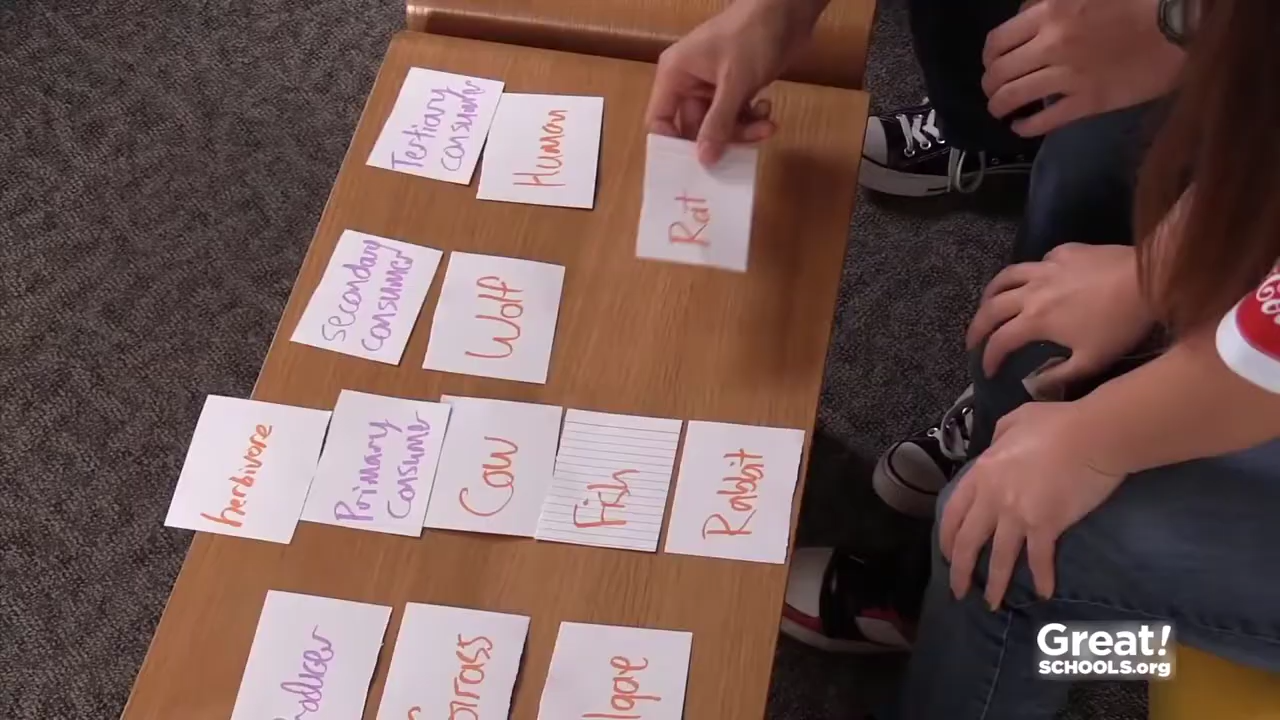 Tertiary
consumer
Human
Rat
secondary
consumer
Wolf
herbivore
Primary
Consumer
Cow
Fish
Rabbit
Grass
Great!
SCHOOLS.org